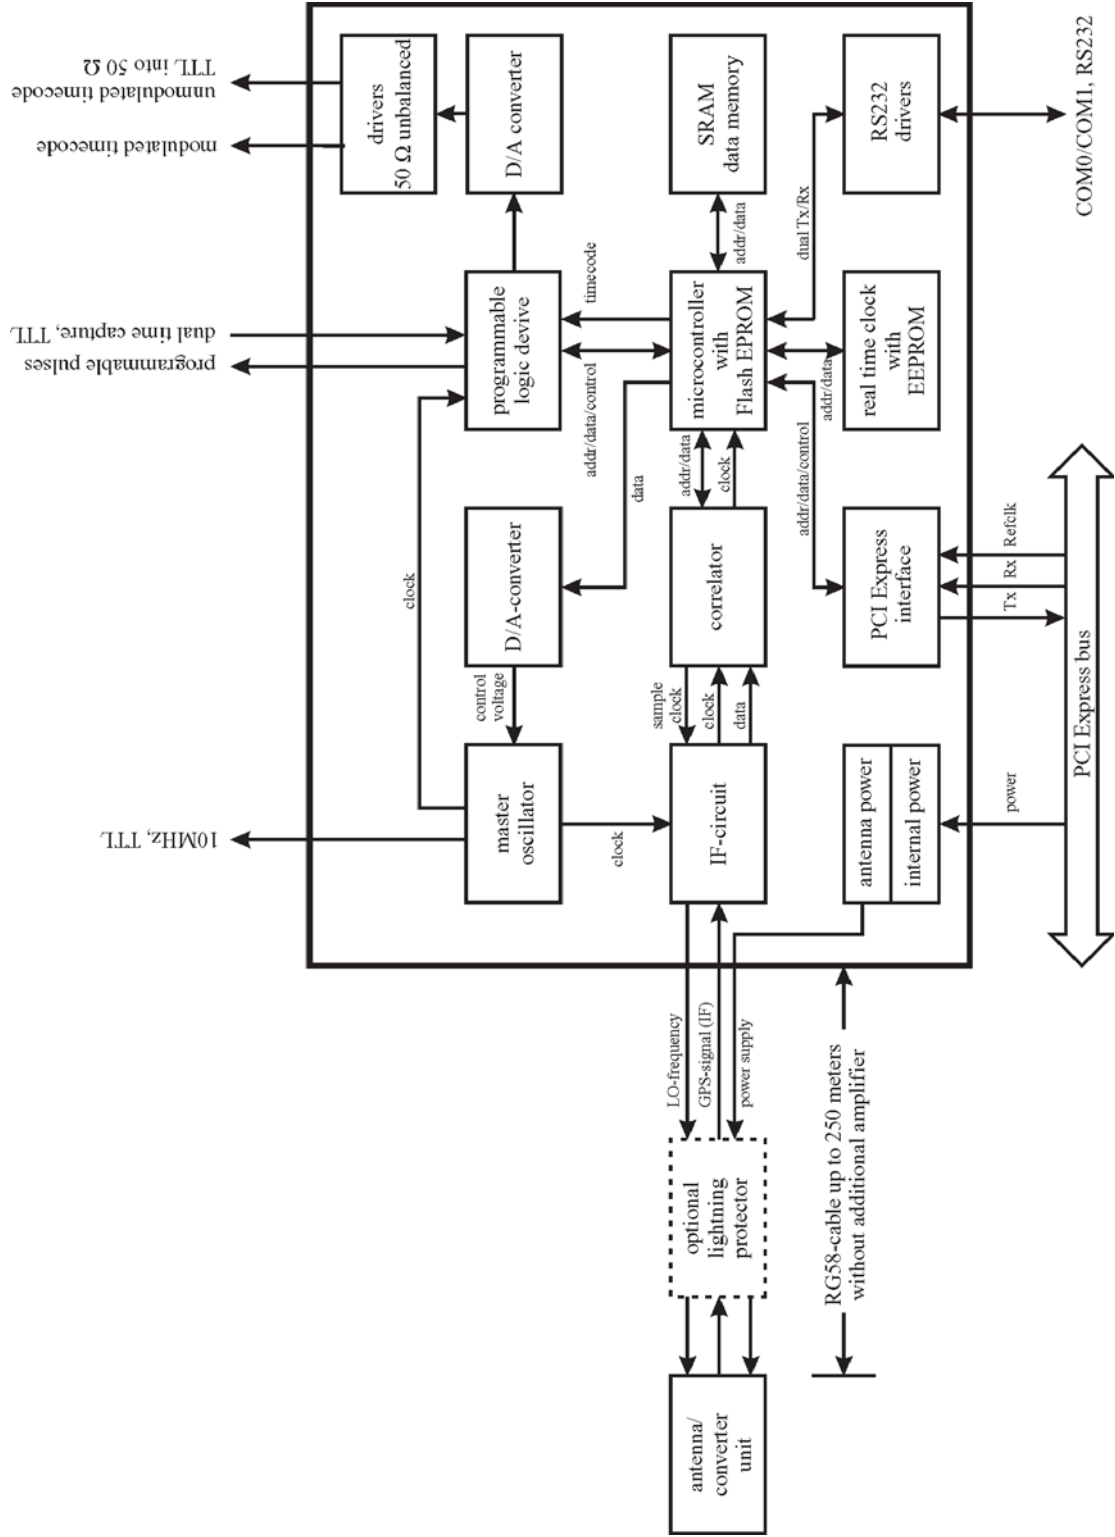 TTL into 50 Ω
unmodulated timecode
modulated timecode
dual time capture, TTL
programmable pulses
10MHz, TTL
drivers
50 Ω unbalanced
D/A converter
programmable
logic devive
clock
D/A-converter
control
voltage
master
oscillator
timecode
addr/data/control
data
clock
SRAM
data memory
addr/data
microcontroller
with
Flash EPROM
addr/data
clock
correlator
sample
clock
clock
data
IF-circuit
dual Tx/Rx
addr/data
addr/data/control
RS232
drivers
real time clock
with
EEPROM
PCI Express
interface
antenna power
internal power
Tx
Rx
Refclk
power
COM0/COM1, RS232
PCI Express bus
LO-frequency
GPS-signal (IF)
power supply
optional
lightning
protector
antenna/
converter
unit
RG58-cable up to 250 meters
without additional amplifier